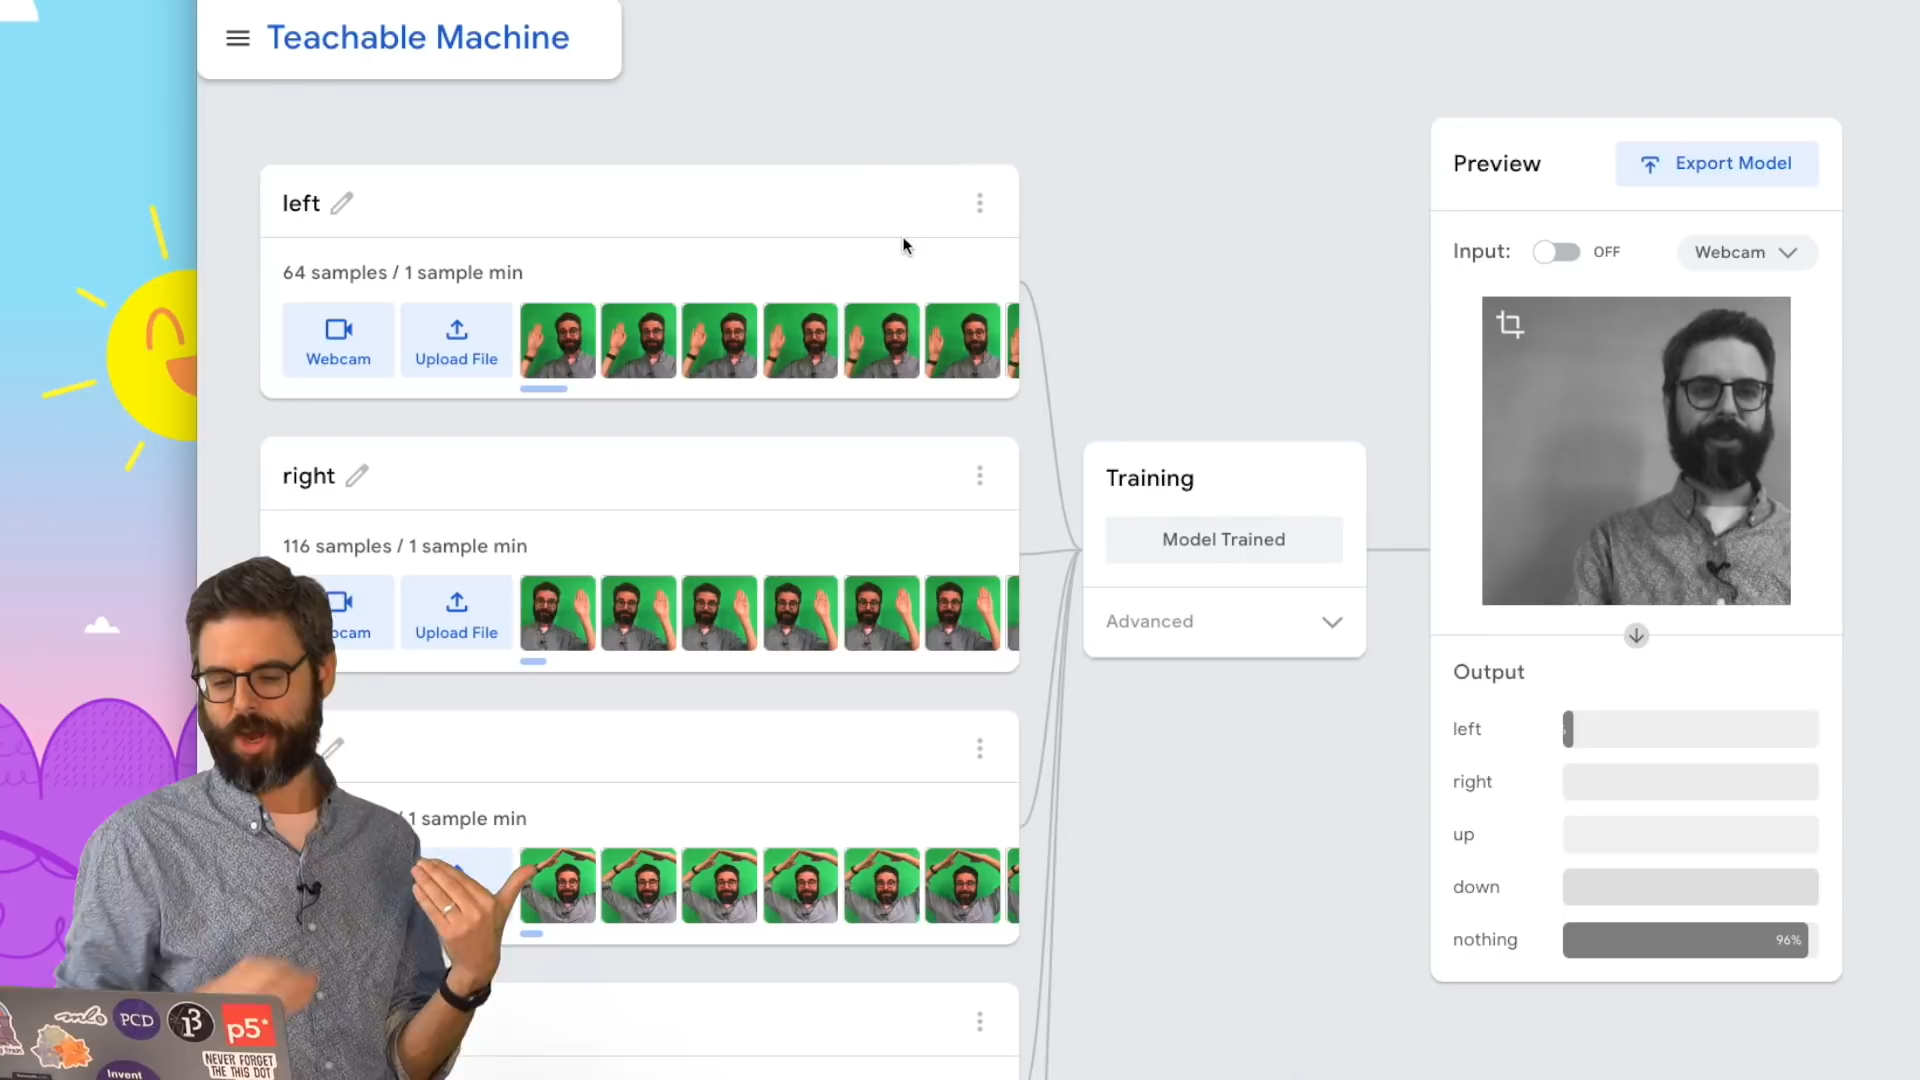 Teachable Machine
left
64 samples / 1 sample min
Webcam
Upload File
right
116 samples / 1 sample min
Upload File
/ 1 sample min
Training
Model Trained
Advanced
Preview
Export Model
Input:
OFF
Webcam
Output
left
right
up
down
nothing
96%
mlo
PCD
p5*
NEVER FORGET
THE THIS DOT
Invent